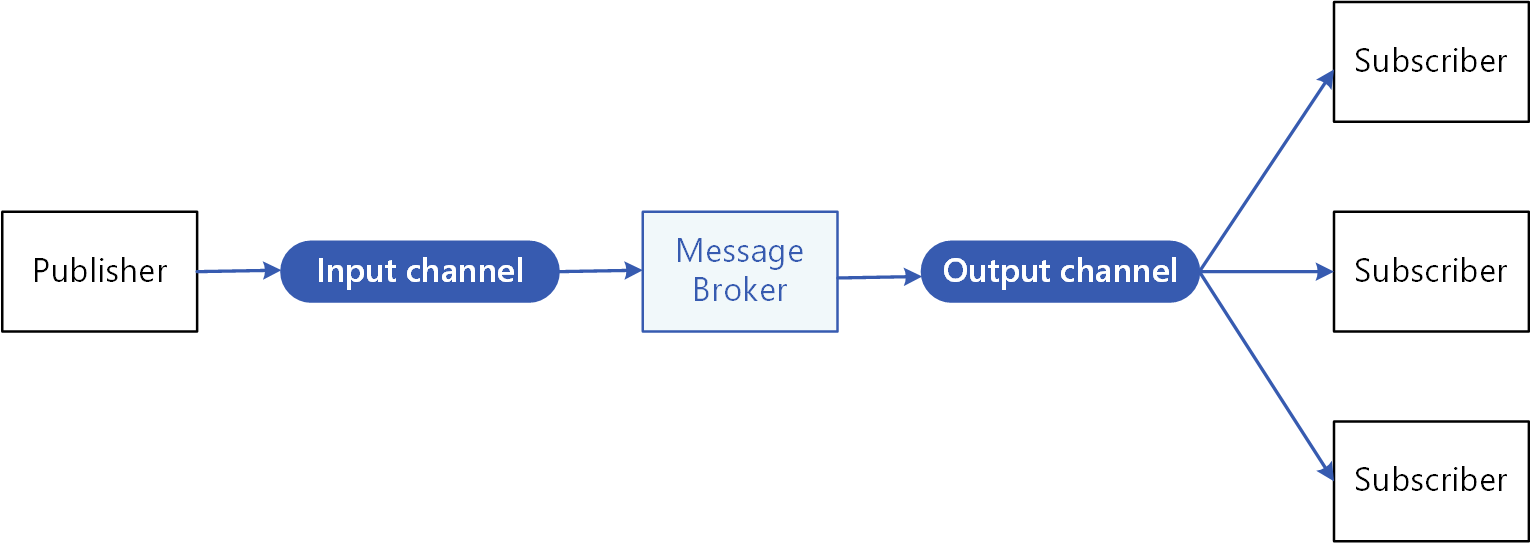 Publisher
Input channel
Message
Broker
Output channel
Subscriber
Subscriber
Subscriber